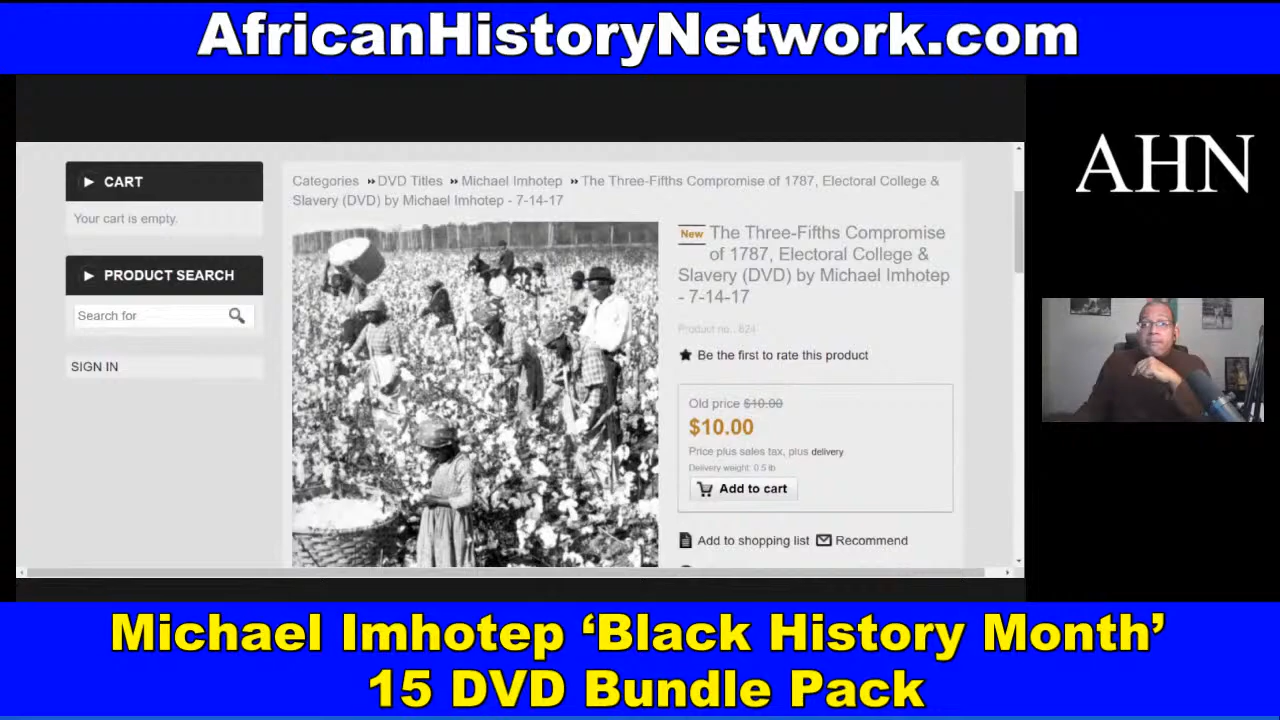 AfricanHistoryNetwork.com
AHN
CART
Your cart is empty.
PRODUCT SEARCH
Search for
SIGN IN
Categories ›› DVD Titles ›› Michael Imhotep ›› The Three-Fifths Compromise of 1787, Electoral College &
Slavery (DVD) by Michael Imhotep - 7-14-17
New The Three-Fifths Compromise
of 1787, Electoral College &
Slavery (DVD) by Michael Imhotep
- 7-14-17
Product no.: 624
Be the first to rate this product
Old price $10.00
$10.00
Price plus sales tax, plus delivery
Delivery weight: 0.5 lb
Add to cart
Add to shopping list Recommend
Michael Imhotep ‘Black History Month’
15 DVD Bundle Pack